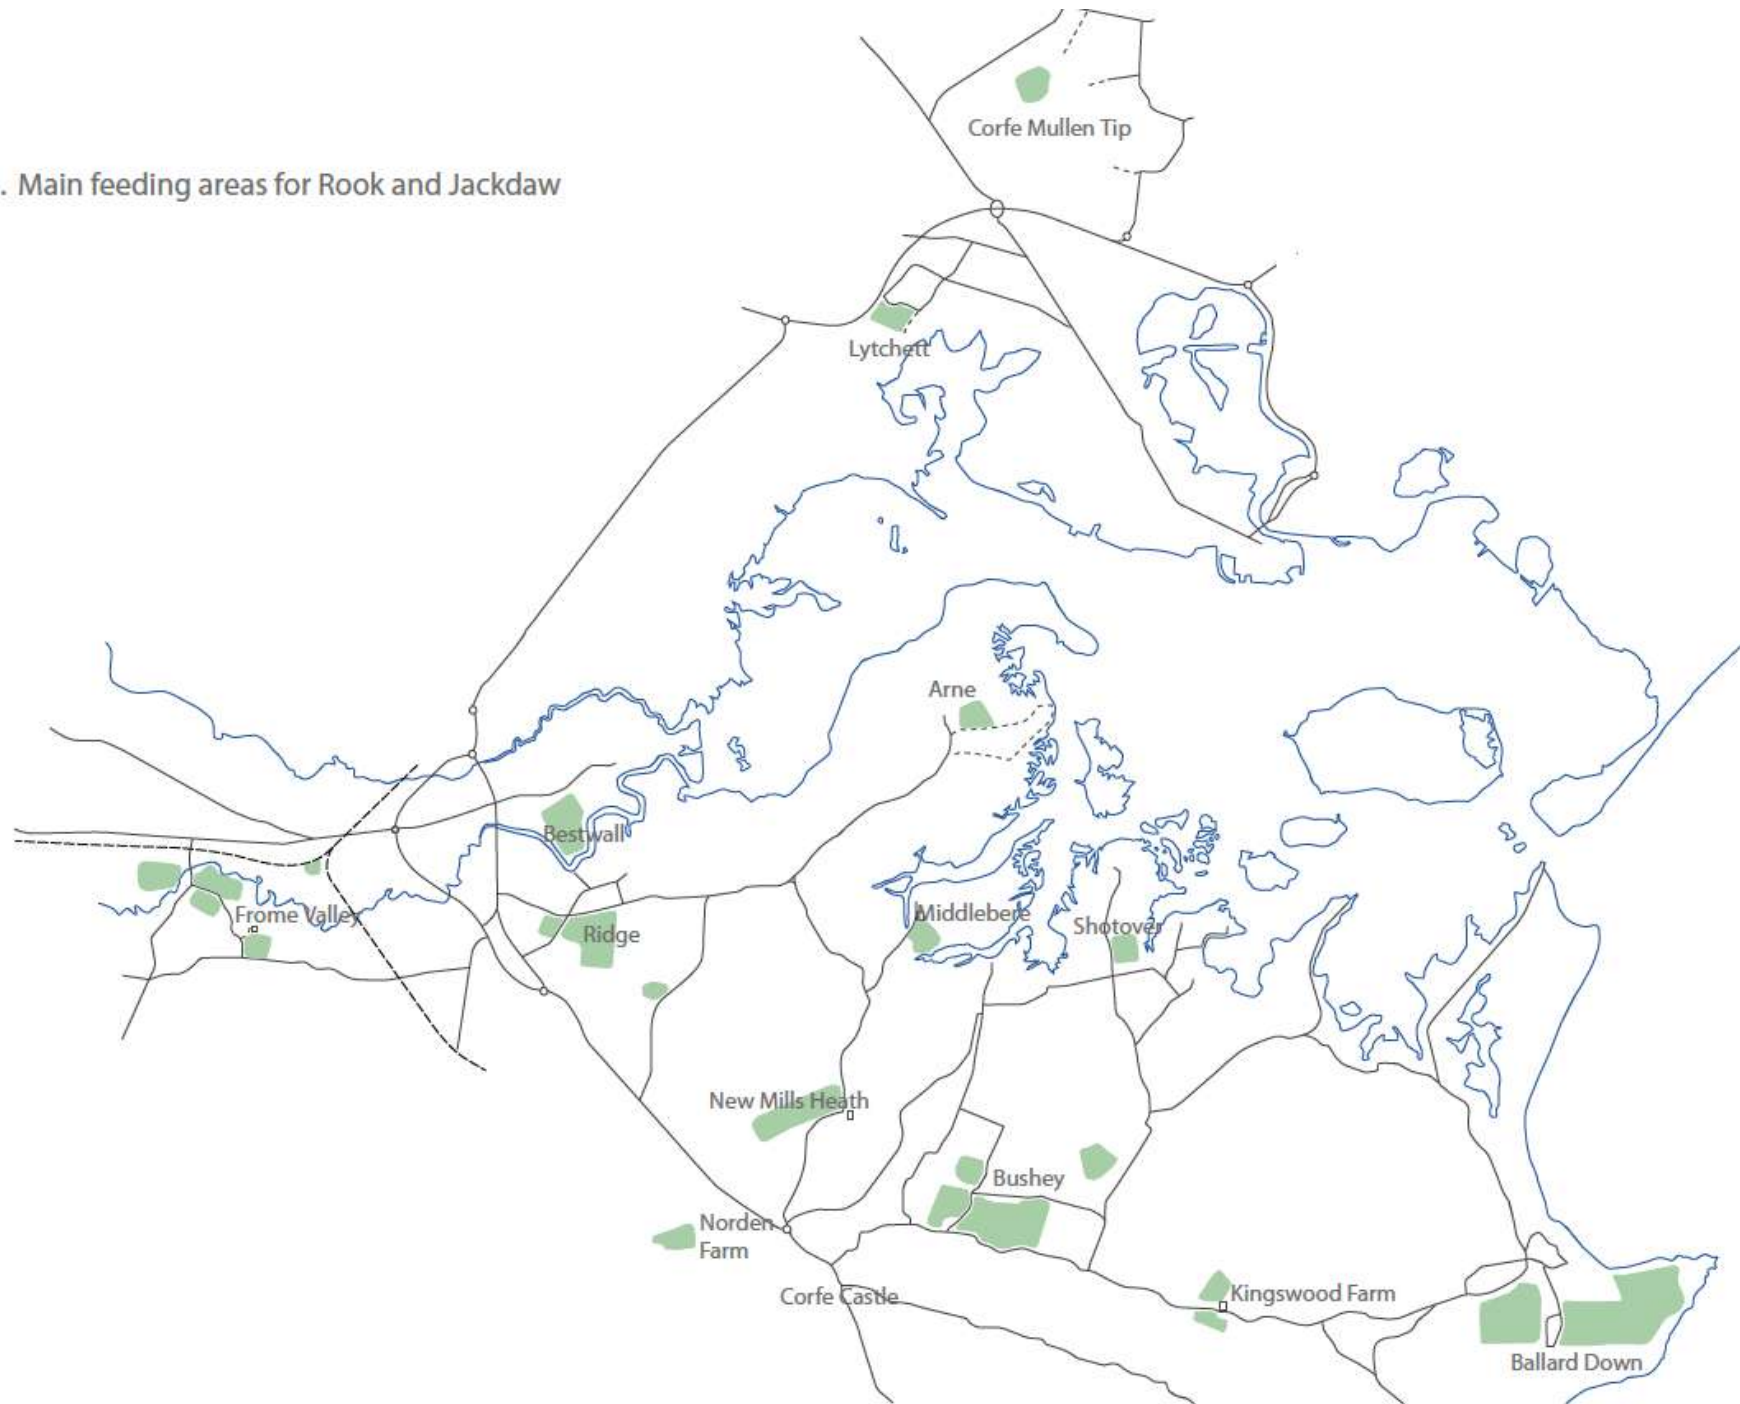 Corfe Mullen Tip
. Main feeding areas for Rook and Jackdaw
Lytchett
Arne
Bestwall
Frome Valley
Middlebere
Shotover
Ridge
New Mills Heath
Bushey
Norden
Farm
Corfe Castle
Kingswood Farm
Ballard Down